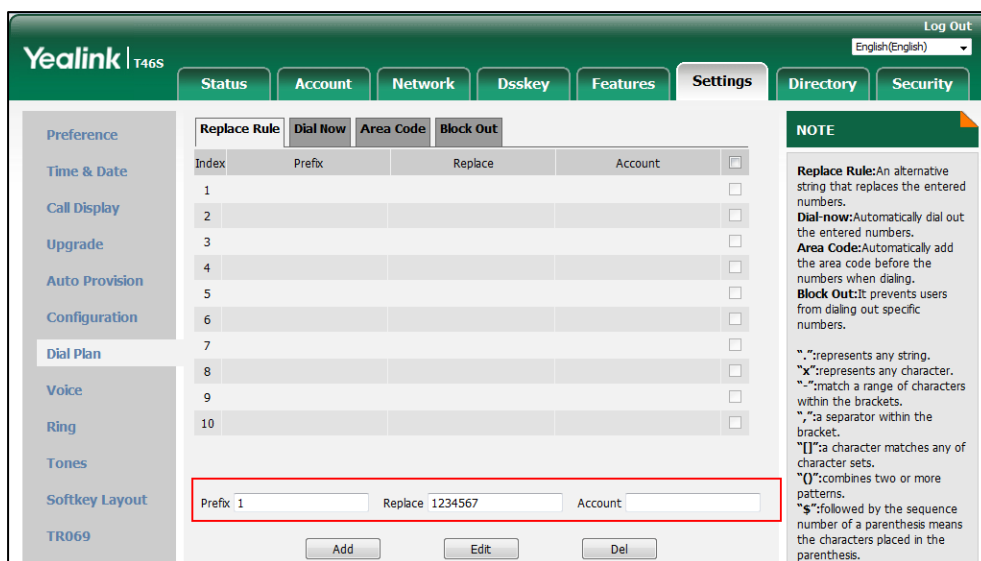 Log Out
English(English)
Yealink | T46S
Status Account Network Dsskey Features Settings Directory Security
Preference
Time & Date
Call Display
Upgrade
Auto Provision
Configuration
Dial Plan
Voice
Ring
Tones
Softkey Layout
TR069
Replace Rule Dial Now Area Code Block Out
Index Prefix Replace Account
1
2
3
4
5
6
7
8
9
10
Prefix 1 Replace 1234567 Account
Add Edit Del
NOTE
Replace Rule:An alternative
string that replaces the entered
numbers.
Dial-now:Automatically dial out
the entered numbers.
Area Code:Automatically add
the area code before the
numbers when dialing.
Block Out:It prevents users
from dialing out specific
numbers.
".":represents any string.
"x":represents any character.
"-":match a range of characters
within the brackets.
",":a separator within the
bracket.
"[]":a character matches any of
character sets.
"()":combines two or more
patterns.
"$":followed by the sequence
number of a parenthesis means
the characters placed in the
parenthesis.